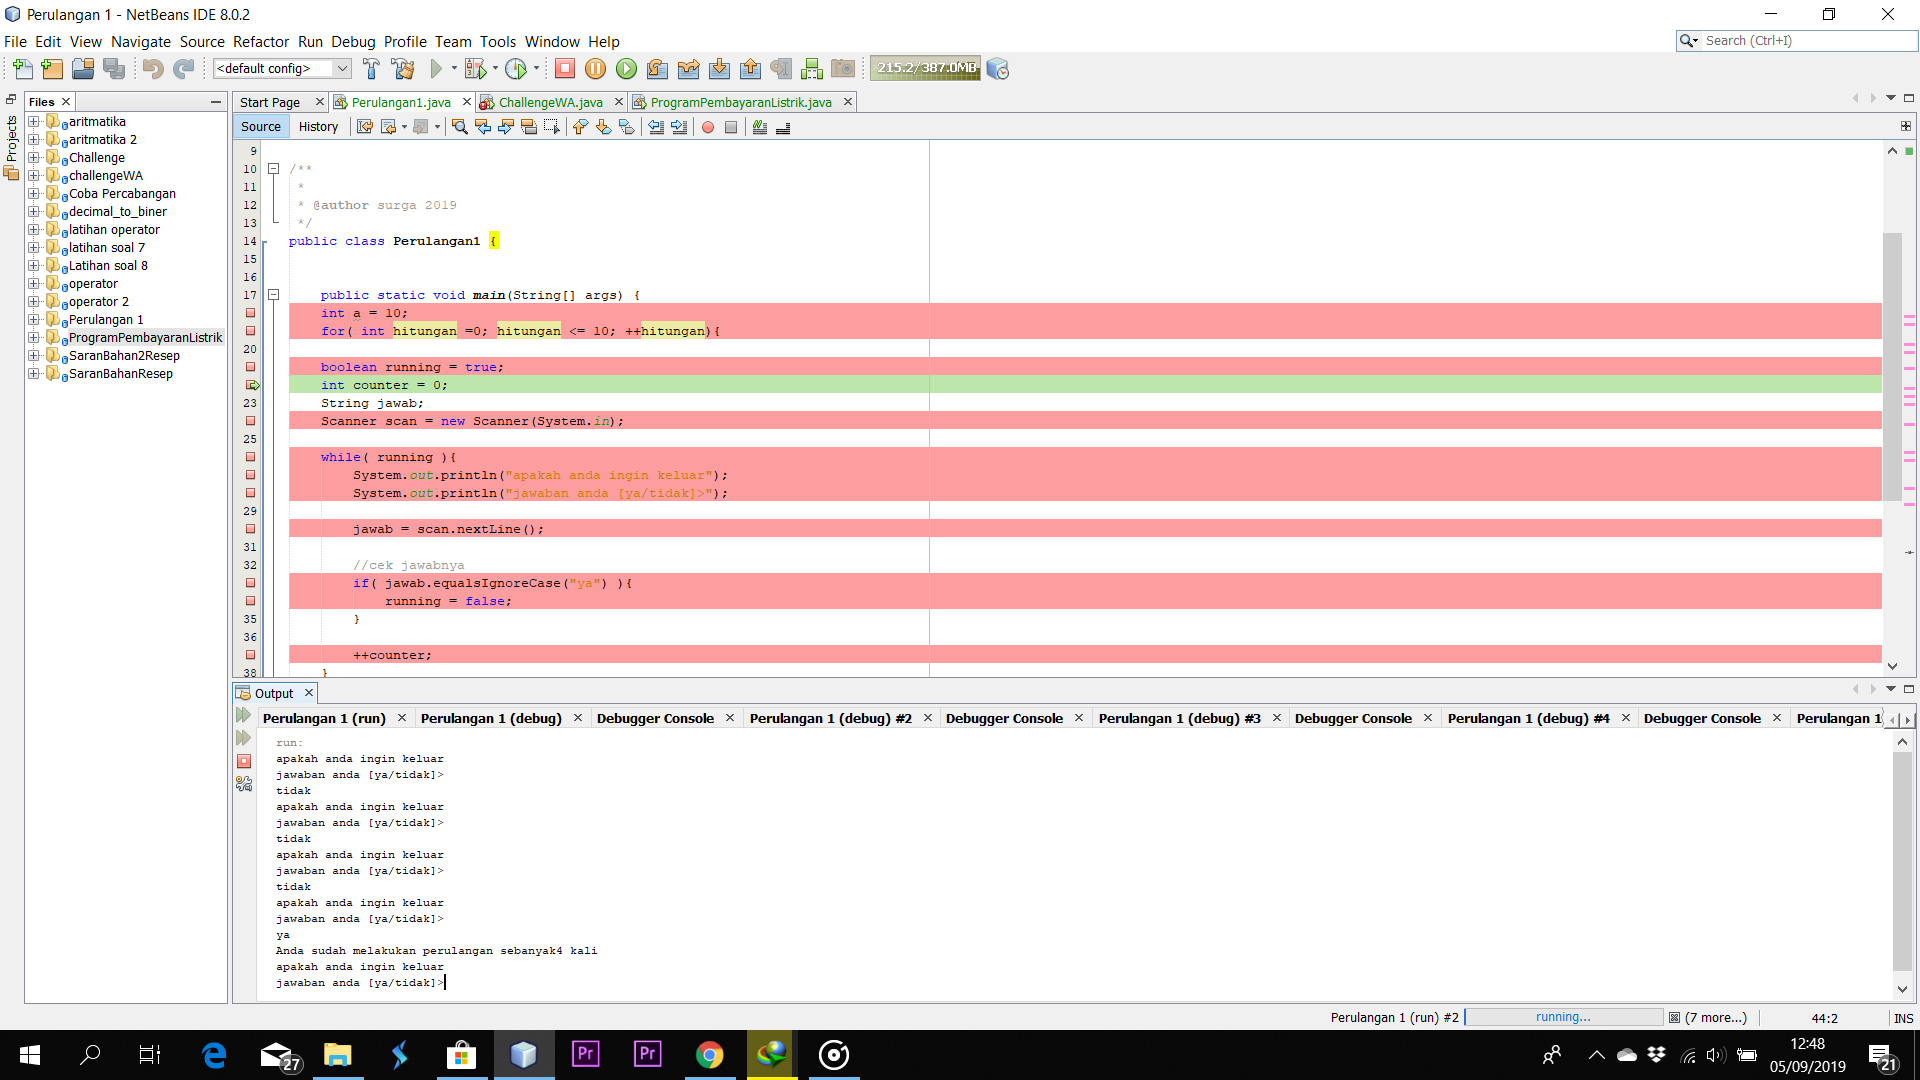 Perulangan 1 - NetBeans IDE 8.0.2
File Edit View Navigate Source Refactor Run Debug Profile Team Tools Window Help
Search (Ctrl+I)
<default config>
215.2/387.0MB
Projects
Files
aritmatika
aritmatika 2
Challenge
challengeWA
Coba Percabangan
decimal_to_biner
latihan operator
latihan soal 7
Latihan soal 8
operator
operator 2
Perulangan 1
ProgramPembayaranListrik
SaranBahan2Resep
SaranBahanResep
Start Page Perulangan1.java ChallengeWA.java ProgramPembayaranListrik.java
Source History
9
10 /**
11 *
12 * @author surga 2019
13 */
14 public class Perulangan1 {
15
16
17 public static void main(String[] args) {
int a = 10;
for( int hitungan =0; hitungan <= 10; ++hitungan){
20
boolean running = true;
int counter = 0;
23 String jawab;
Scanner scan = new Scanner(System.in);
25
while( running ){
System.out.println("apakah anda ingin keluar");
System.out.println("jawaban anda [ya/tidak]>");
29
jawab = scan.nextLine();
31
32 //cek jawabnya
if( jawab.equalsIgnoreCase("ya") ){
running = false;
35 }
36
++counter;
38 }
Output
Perulangan 1 (run) Perulangan 1 (debug) Debugger Console Perulangan 1 (debug) #2 Debugger Console Perulangan 1 (debug) #3 Debugger Console Perulangan 1 (debug) #4 Debugger Console Perulangan 1
run:
apakah anda ingin keluar
jawaban anda [ya/tidak]>
tidak
apakah anda ingin keluar
jawaban anda [ya/tidak]>
tidak
apakah anda ingin keluar
jawaban anda [ya/tidak]>
tidak
apakah anda ingin keluar
jawaban anda [ya/tidak]>
ya
Anda sudah melakukan perulangan sebanyak4 kali
apakah anda ingin keluar
jawaban anda [ya/tidak]>
Perulangan 1 (run) #2 running... (7 more...) 44:2 INS
27
Pr
Pr
12:48
05/09/2019
21